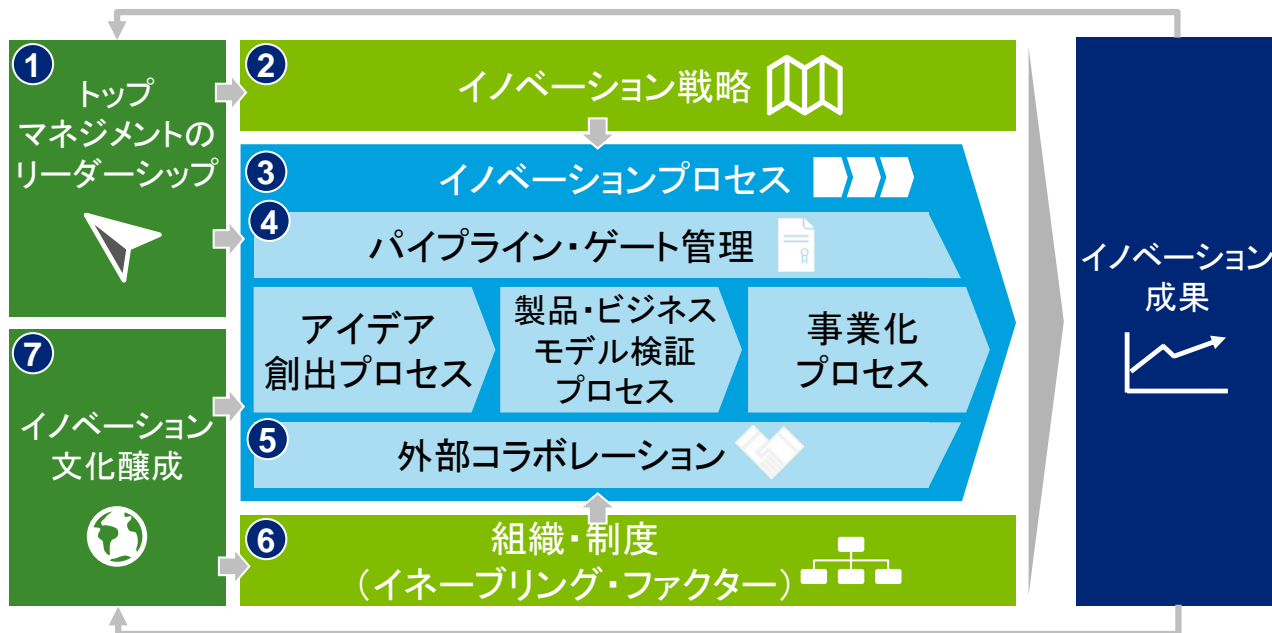 1
トップ
マネジメントの
リーダーシップ
2
イノベーション戦略
3
イノベーションプロセス
4
パイプライン・ゲート管理
アイデア
創出プロセス
製品・ビジネス
モデル検証
プロセス
事業化
プロセス
5
外部コラボレーション
6
組織・制度
（イネーブリング・ファクター）
7
イノベーション
文化醸成
イノベーション
成果